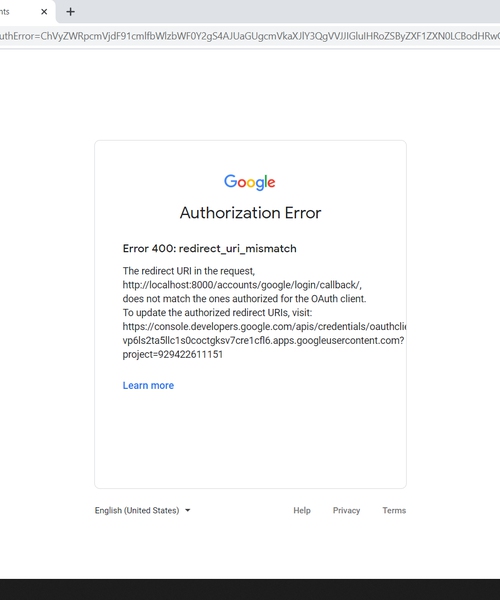 nts
uthError=ChVyZWRpcmVjdF91cmlfbWlzbWF0Y2gS4AJUaGUgcmVkaXJlY3QgVVJJIGluIHRoZSByZXF1ZXN0LCBodHRwO
Google
Authorization Error
Error 400: redirect_uri_mismatch
The redirect URI in the request,
http://localhost:8000/accounts/google/login/callback/,
does not match the ones authorized for the OAuth client.
To update the authorized redirect URIs, visit:
https://console.developers.google.com/apis/credentials/oauthclie
vp6ls2ta5llc1s0coctgksv7cre1cfl6.apps.googleusercontent.com?
project=929422611151
Learn more
English (United States)
Help Privacy Terms